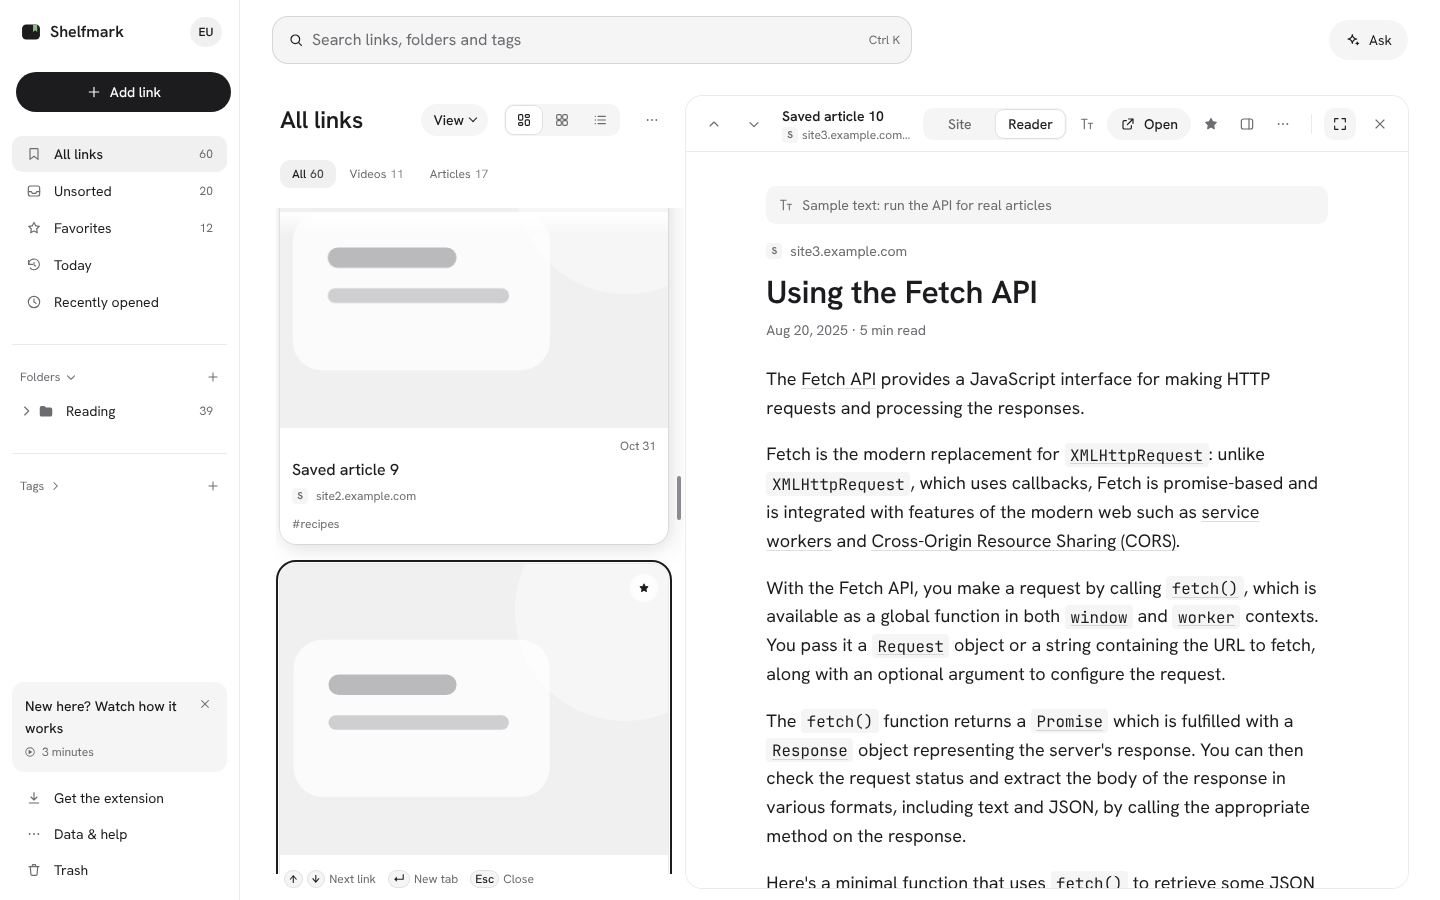 Shelfmark
EU
Add link
All links 60
Unsorted 20
Favorites 12
Today
Recently opened
Folders
Reading 39
Tags
New here? Watch how it
works
3 minutes
Get the extension
Data & help
Trash
Search links, folders and tags Ctrl K
Ask
All links
View
All 60 Videos 11 Articles 17
Oct 31
Saved article 9
S site2.example.com
#recipes
Next link New tab Esc Close
Saved article 10
S site3.example.com...
Site Reader Tт Open
Tт Sample text: run the API for real articles
S site3.example.com
Using the Fetch API
Aug 20, 2025 · 5 min read
The Fetch API provides a JavaScript interface for making HTTP
requests and processing the responses.
Fetch is the modern replacement for XMLHttpRequest: unlike
XMLHttpRequest, which uses callbacks, Fetch is promise-based and
is integrated with features of the modern web such as service
workers and Cross-Origin Resource Sharing (CORS).
With the Fetch API, you make a request by calling fetch(), which is
available as a global function in both window and worker contexts.
You pass it a Request object or a string containing the URL to fetch,
along with an optional argument to configure the request.
The fetch() function returns a Promise which is fulfilled with a
Response object representing the server's response. You can then
check the request status and extract the body of the response in
various formats, including text and JSON, by calling the appropriate
method on the response.
Here's a minimal function that uses fetch() to retrieve some JSON